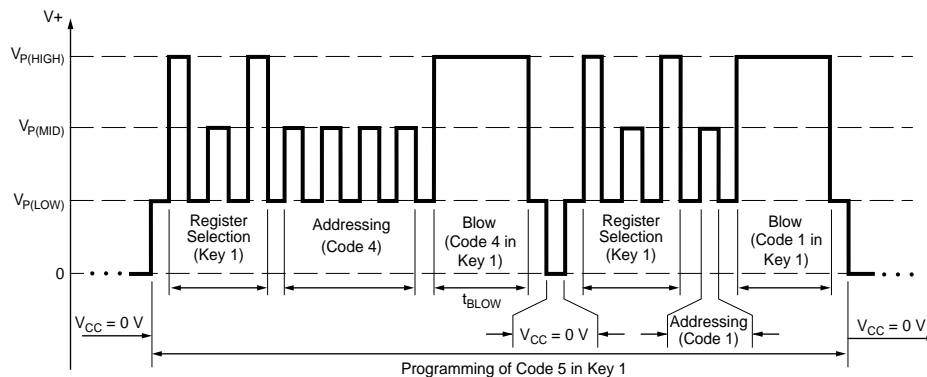 V+
VP(HIGH)
VP(MID)
VP(LOW)
0
Register
Selection
(Key 1)
Addressing
(Code 4)
Blow
(Code 4 in
Key 1)
Register
Selection
(Key 1)
Blow
(Code 1 in
Key 1)
tBLOW
VCC = 0 V
VCC = 0 V
Addressing
(Code 1)
VCC = 0 V
Programming of Code 5 in Key 1